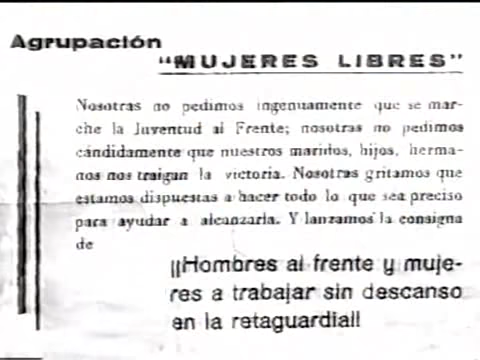 Agrupación
"MUJERES LIBRES"
Nosotras no pedimos ingenuamente que se mar-
che la Juventud al Frente; nosotras no pedimos
cándidamente que nuestros maridos, hijos, herma-
nos nos traigan la victoria. Nosotras gritamos que
estamos dispuestas a hacer todo lo que sea preciso
para ayudar a alcanzarla. Y lanzamos la consigna
de
¡¡Hombres al frente y muje-
res a trabajar sin descanso
en la retaguardia!!